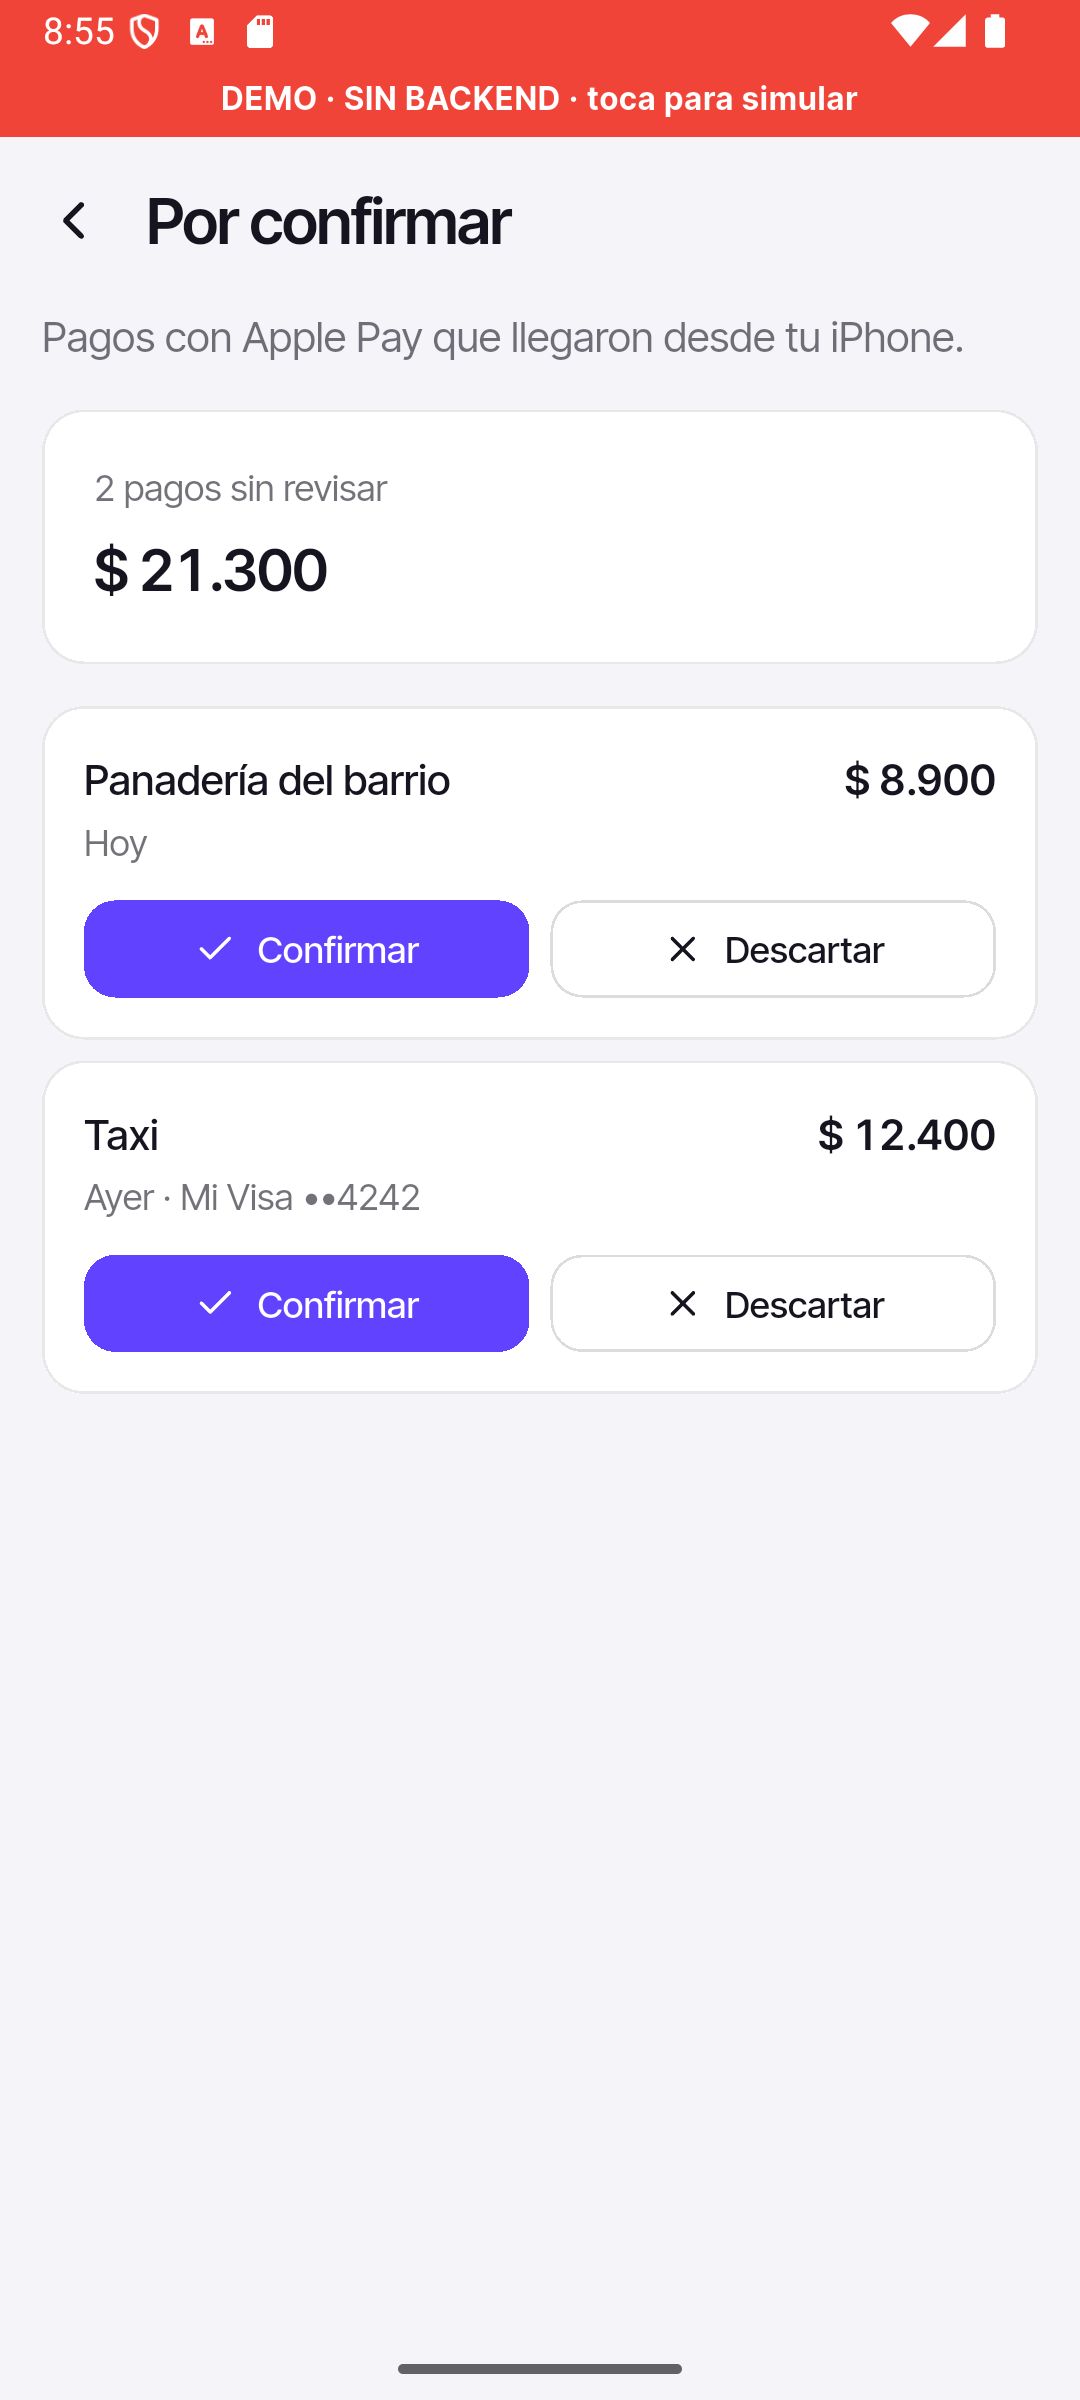 8:55
DEMO · SIN BACKEND · toca para simular
Por confirmar
Pagos con Apple Pay que llegaron desde tu iPhone.
2 pagos sin revisar
$ 21.300
Panadería del barrio $ 8.900
Hoy
Confirmar Descartar
Taxi $ 12.400
Ayer · Mi Visa ••4242
Confirmar Descartar